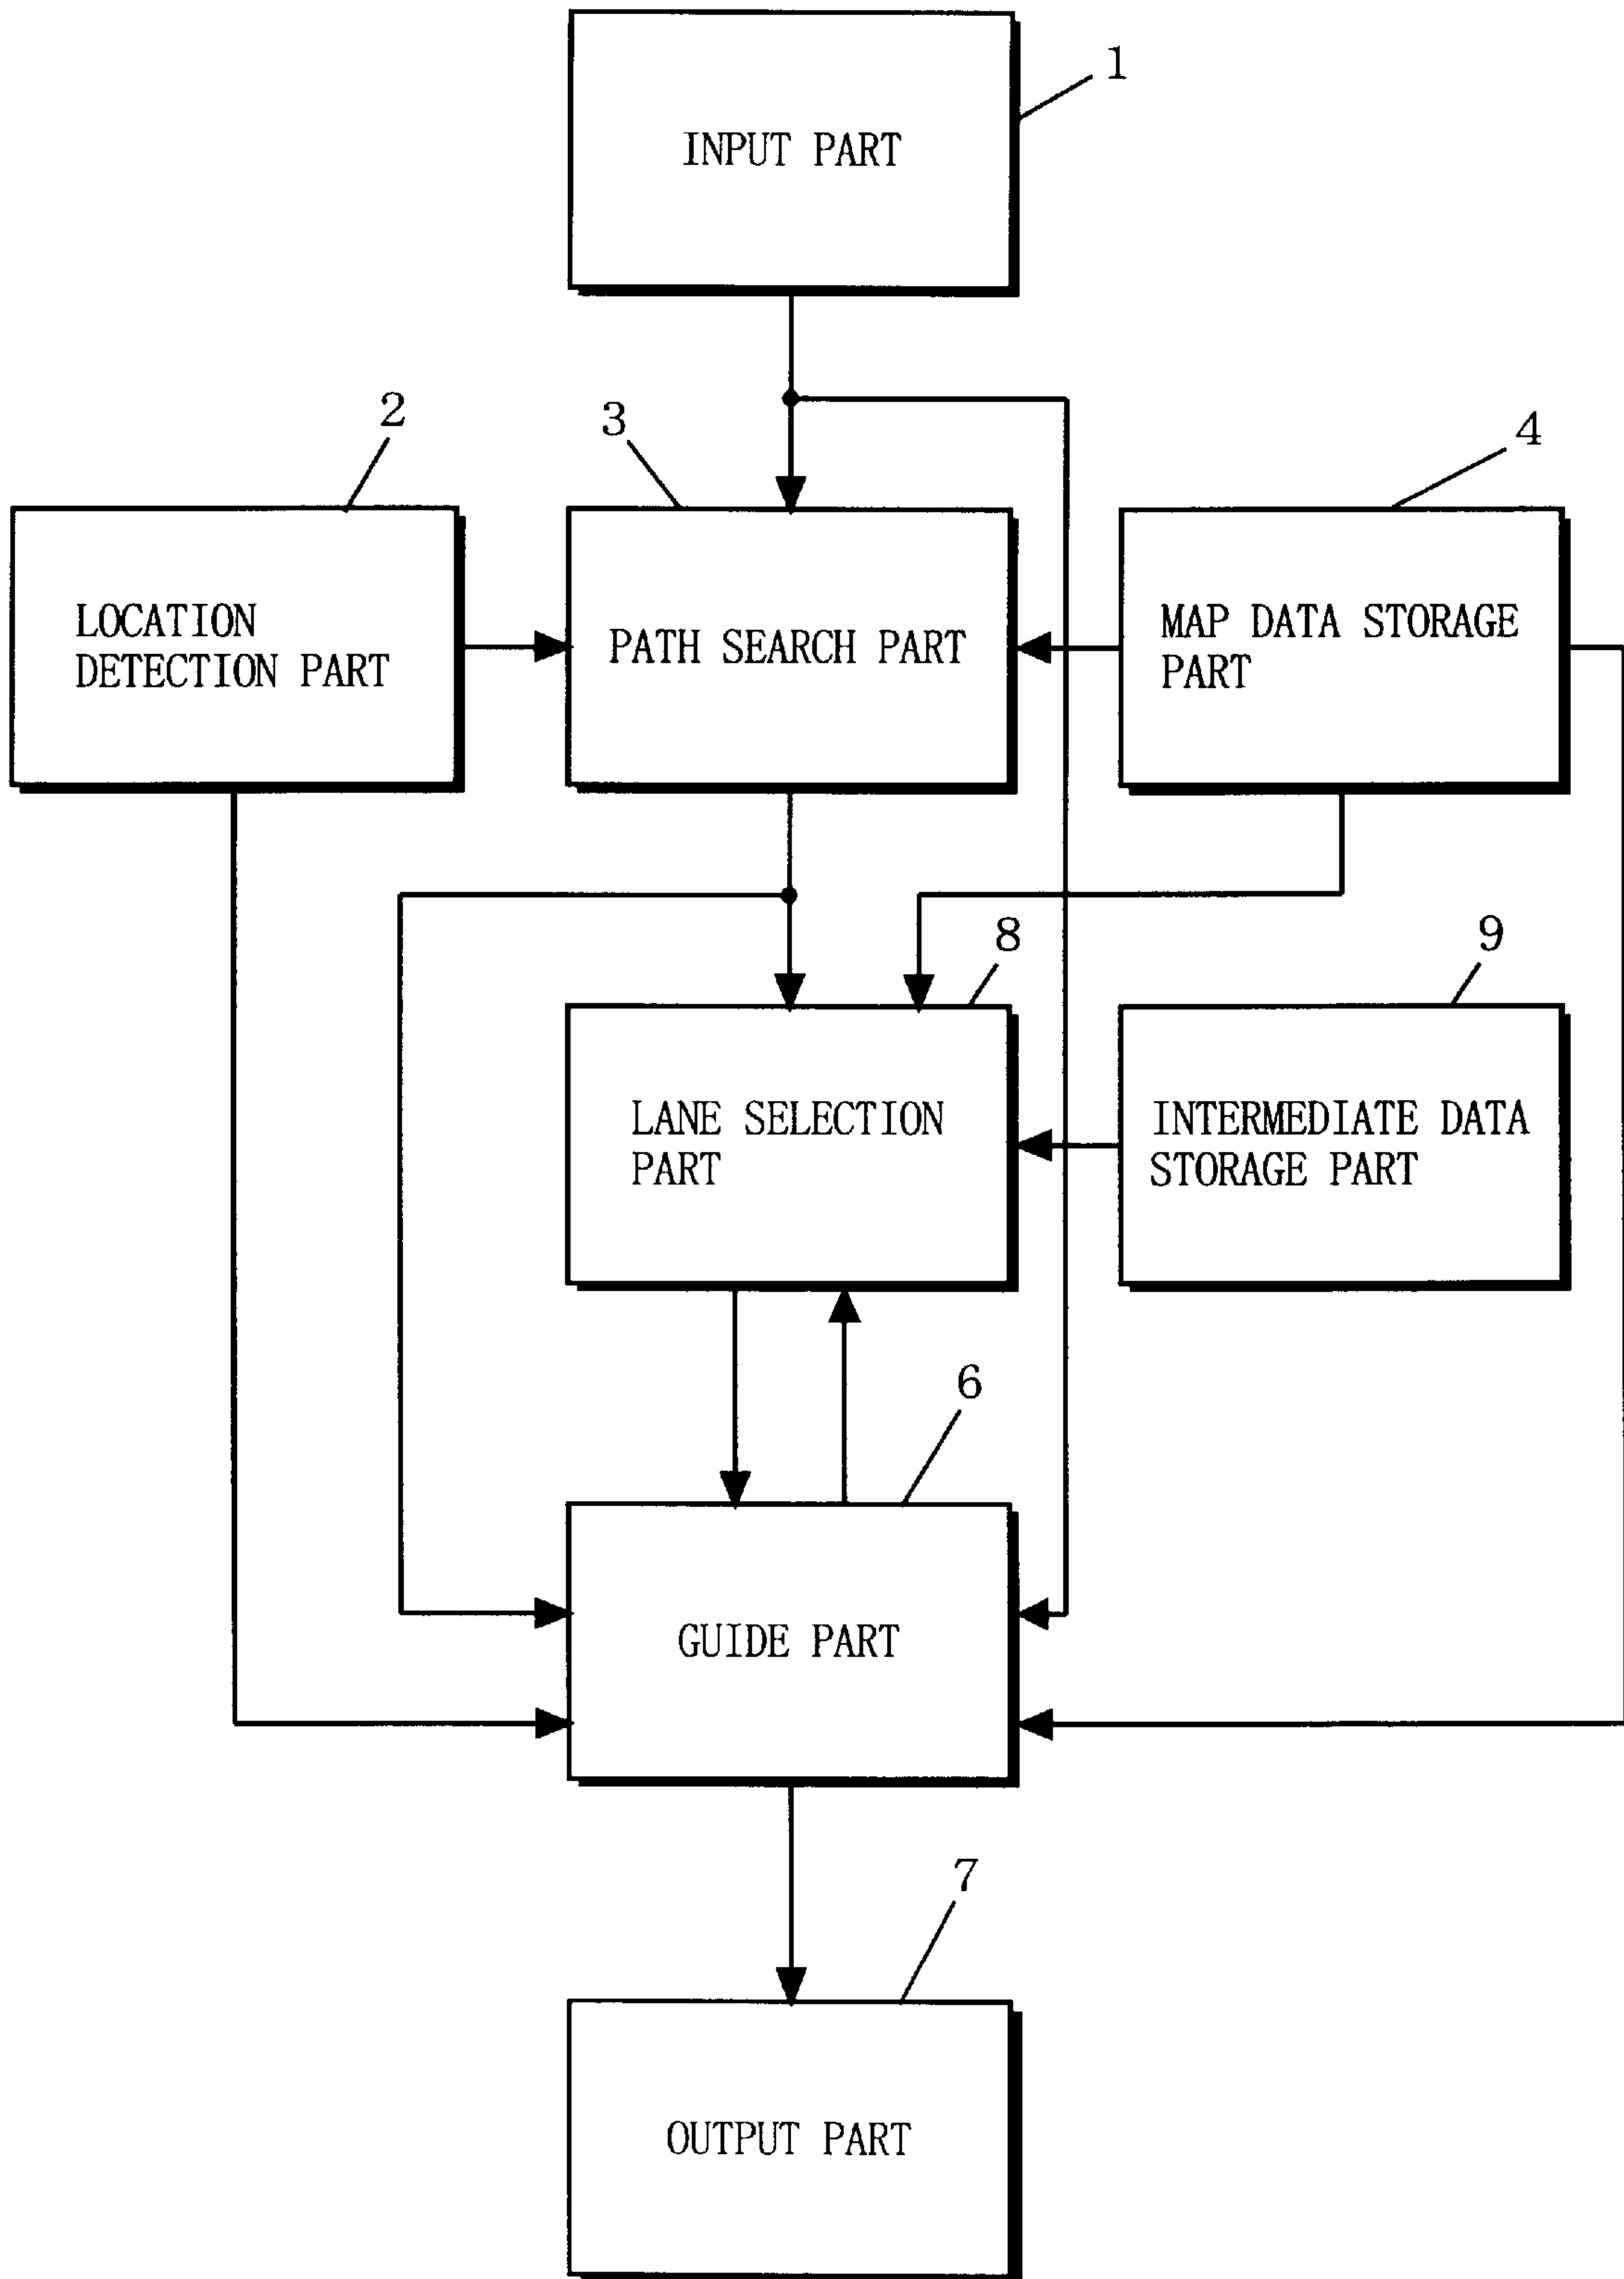 1
INPUT PART
2
3
4
LOCATION
DETECTION PART
PATH SEARCH PART
MAP DATA STORAGE
PART
8
9
LANE SELECTION
PART
INTERMEDIATE DATA
STORAGE PART
6
GUIDE PART
7
OUTPUT PART